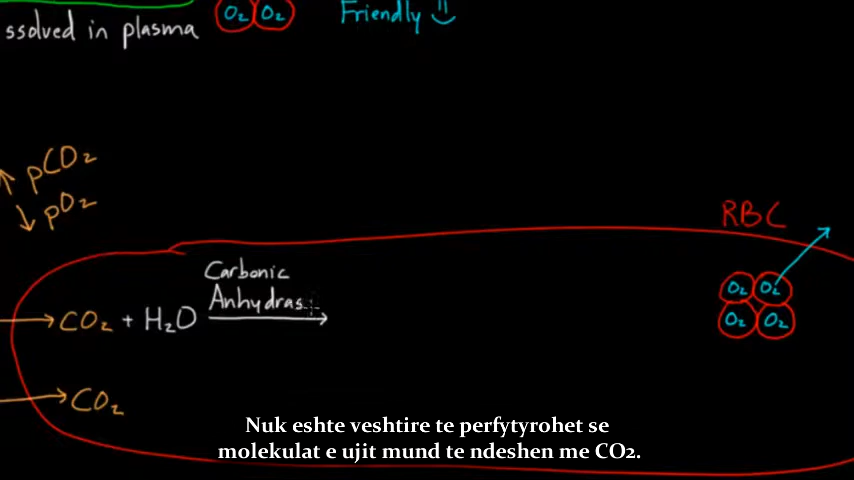 ssolved in plasma O₂ O₂ Friendly
↑ pCO₂
↓ pO₂
RBC
Carbonic
Anhydras
CO₂ + H₂O
O₂ O₂
O₂ O₂
CO₂
Nuk eshte veshtire te perfytyrohet se
molekulat e ujit mund te ndeshen me CO2.